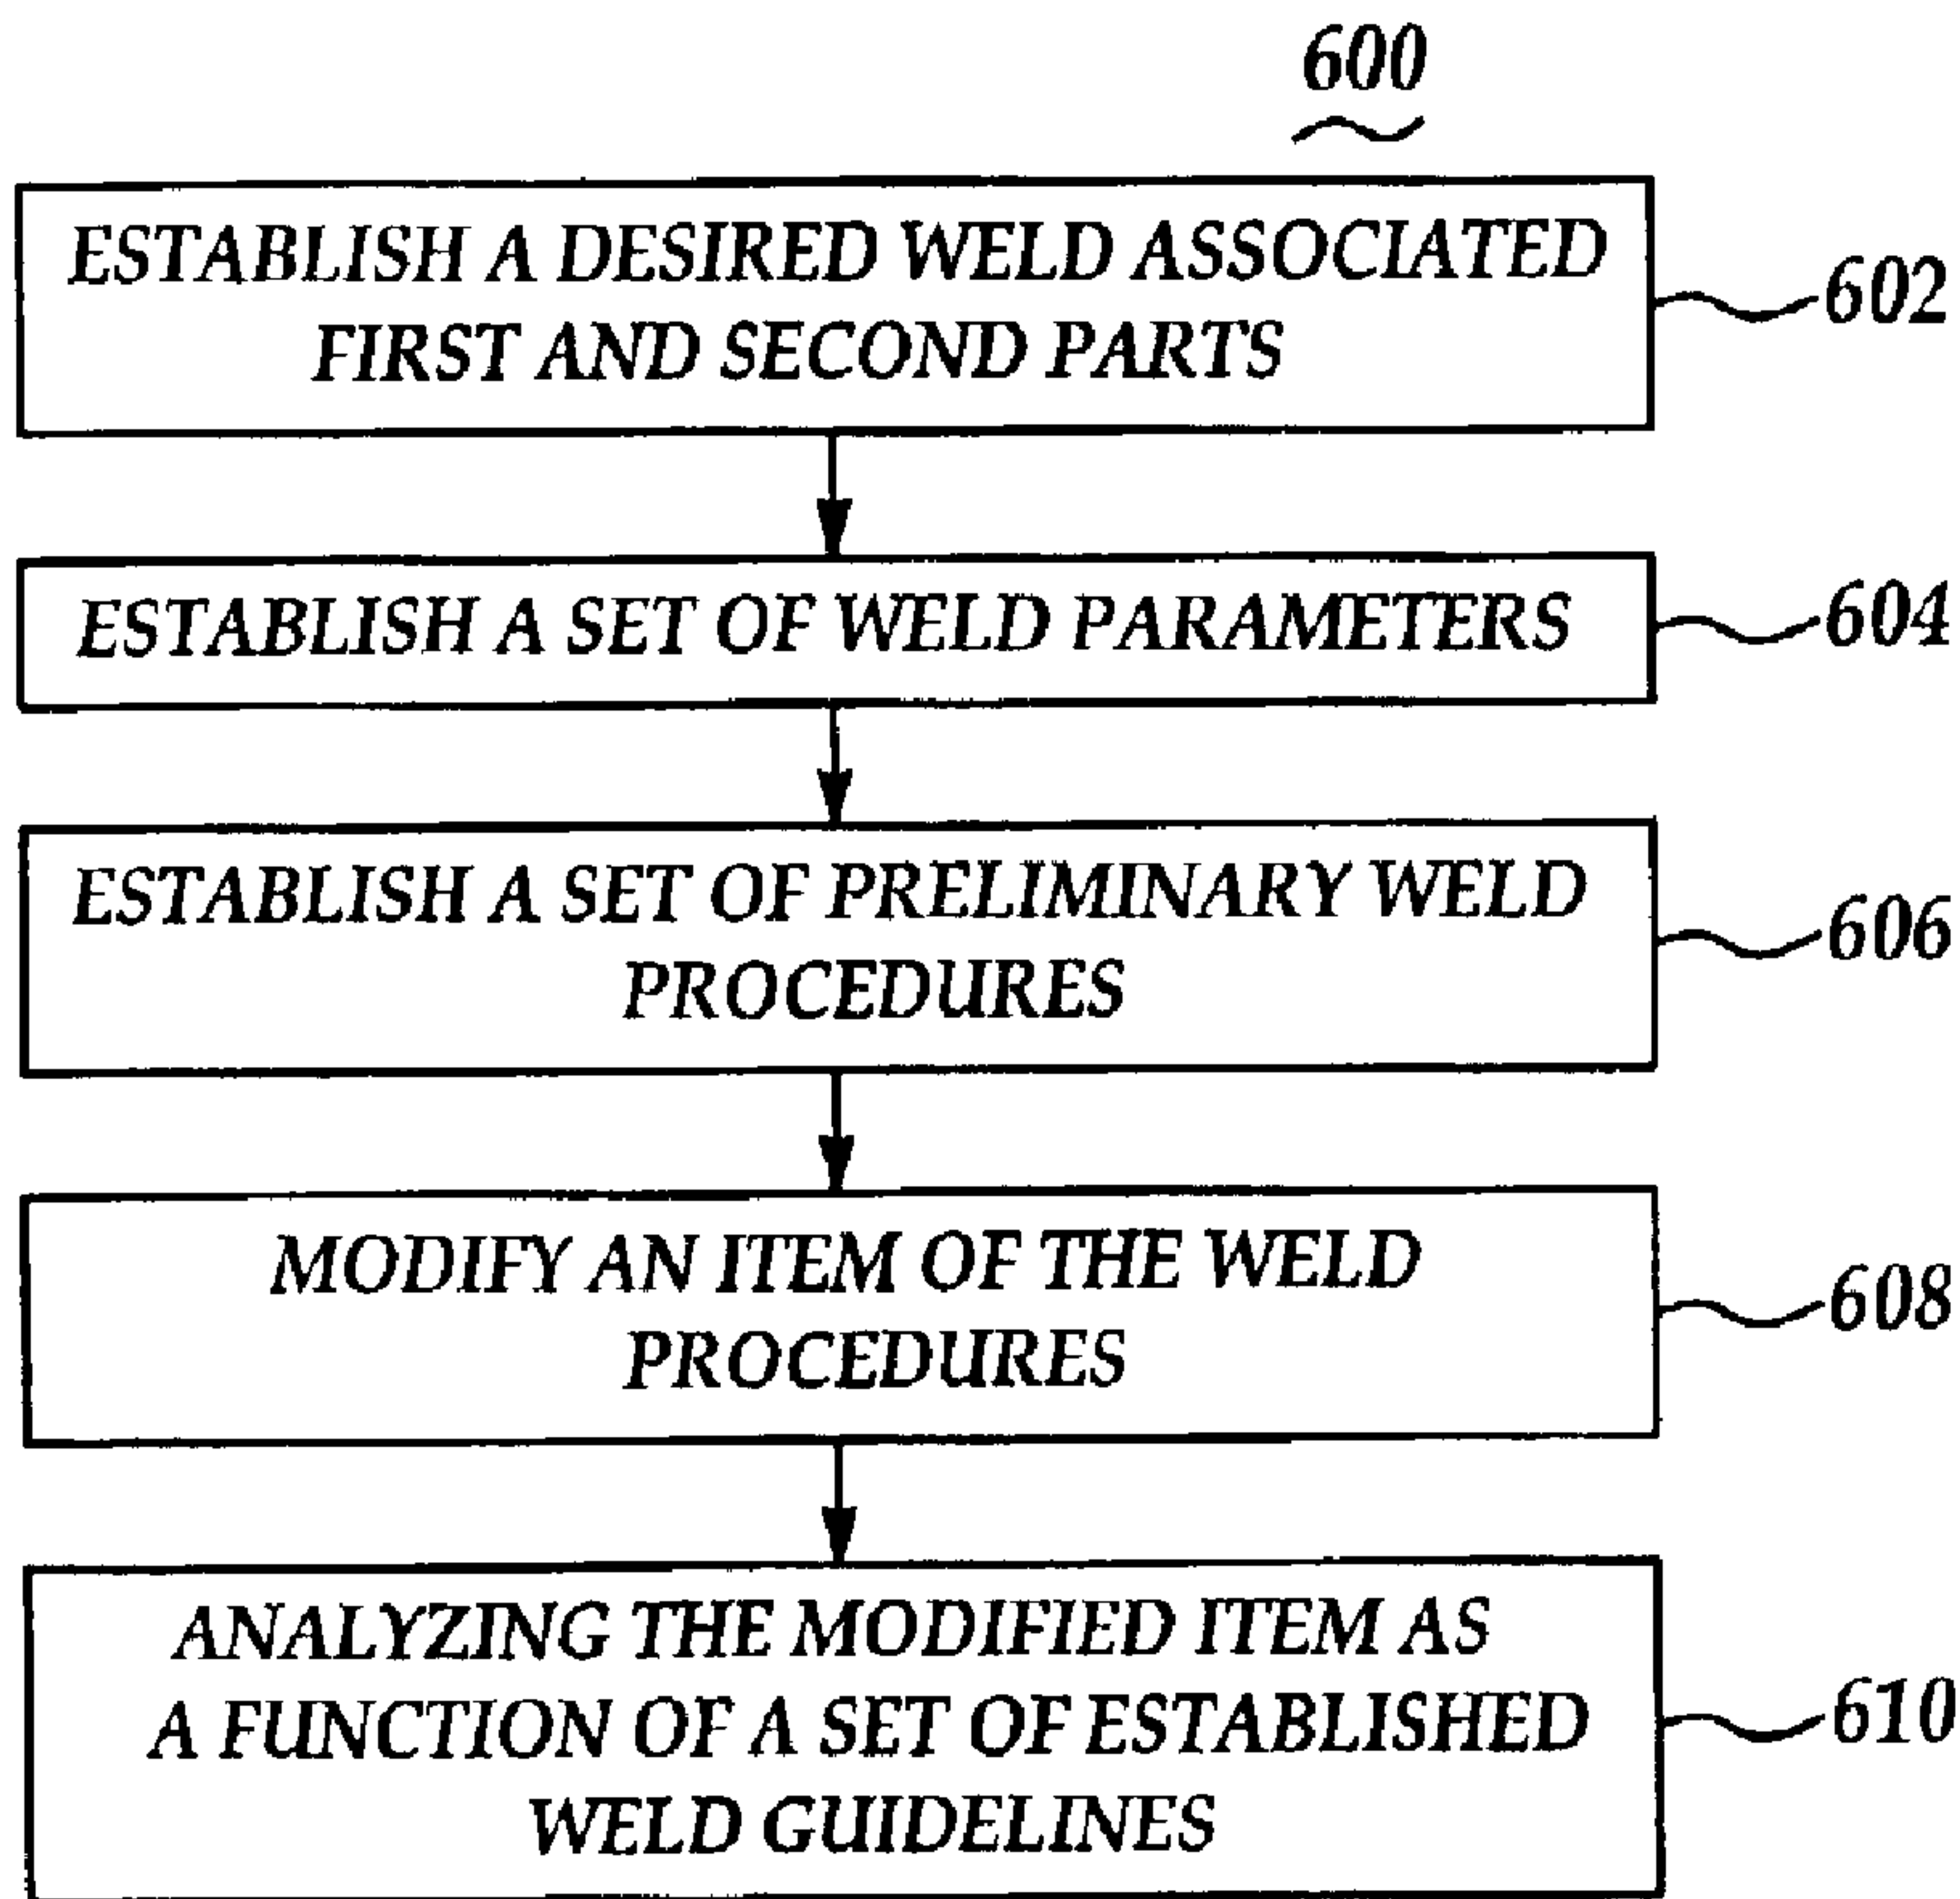 600
ESTABLISH A DESIRED WELD ASSOCIATED
FIRST AND SECOND PARTS
602
ESTABLISH A SET OF WELD PARAMETERS
604
ESTABLISH A SET OF PRELIMINARY WELD
PROCEDURES
606
MODIFY AN ITEM OF THE WELD
PROCEDURES
608
ANALYZING THE MODIFIED ITEM AS
A FUNCTION OF A SET OF ESTABLISHED
WELD GUIDELINES
610